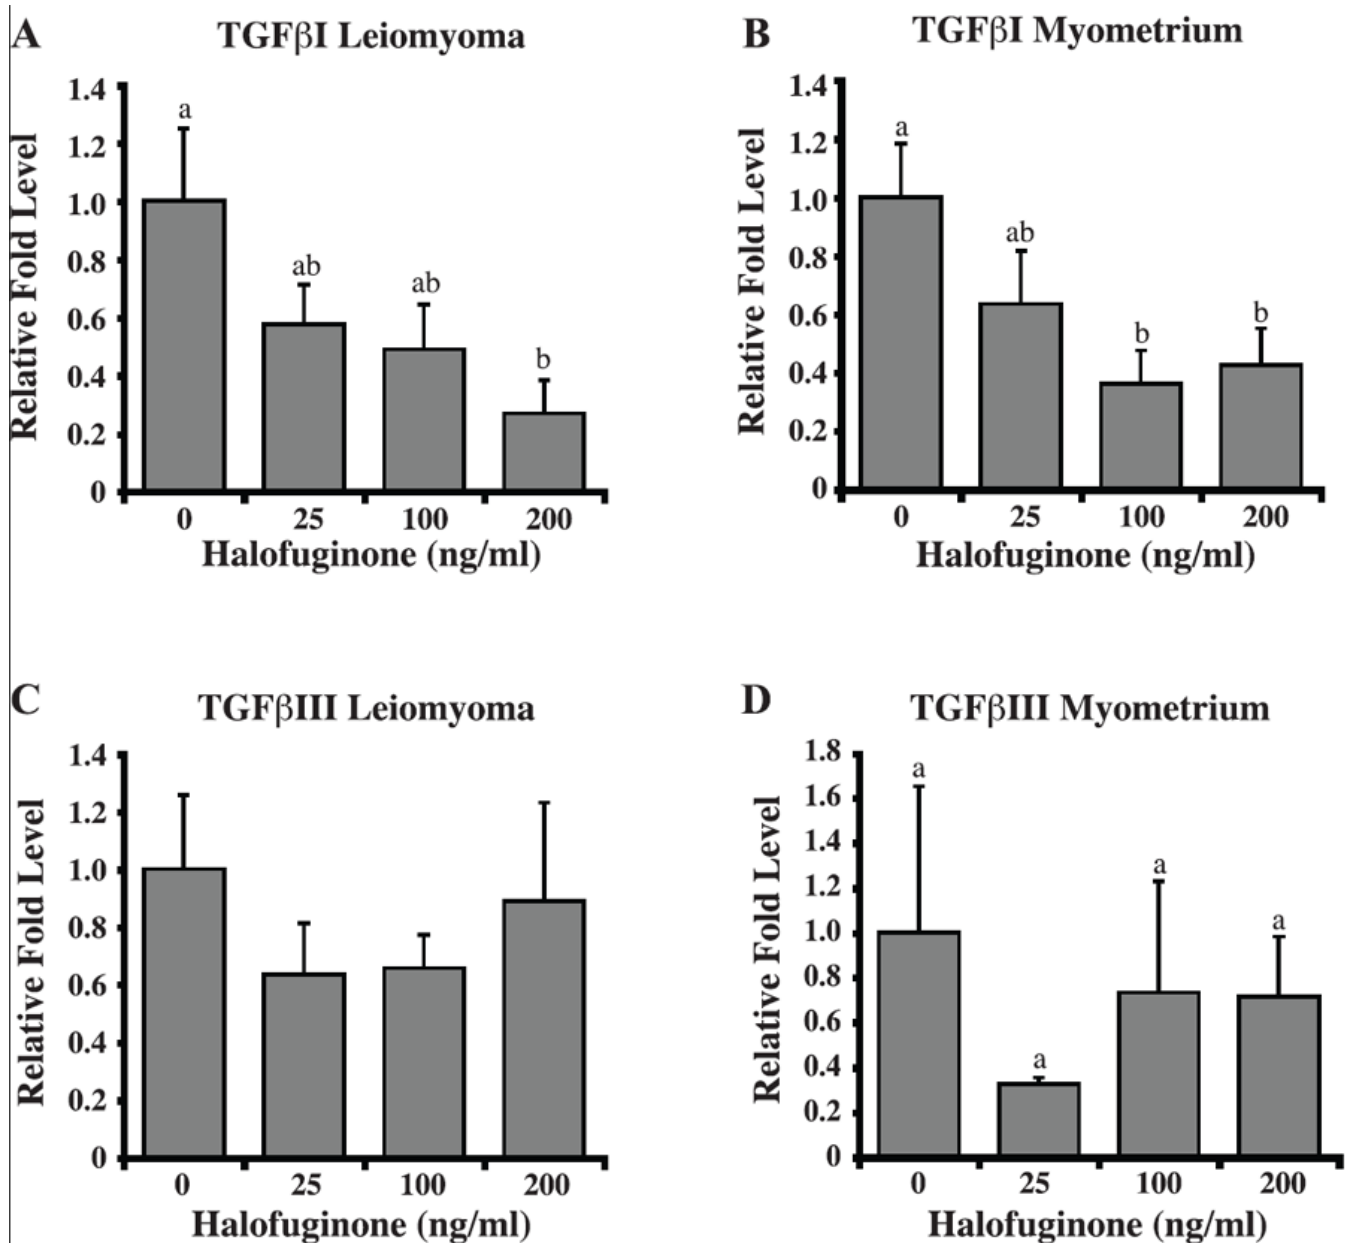 A
TGFβI Leiomyoma
Relative Fold Level
1.4
1.2
1.0
0.8
0.6
0.4
0.2
0
a
ab
ab
b
0 25 100 200
Halofuginone (ng/ml)
B
TGFβI Myometrium
Relative Fold Level
1.4
1.2
1.0
0.8
0.6
0.4
0.2
0
a
ab
b
b
0 25 100 200
Halofuginone (ng/ml)
C
TGFβIII Leiomyoma
Relative Fold Level
1.4
1.2
1.0
0.8
0.6
0.4
0.2
0
0 25 100 200
Halofuginone (ng/ml)
D
TGFβIII Myometrium
Relative Fold Level
1.8
1.6
1.4
1.2
1.0
0.8
0.6
0.4
0.2
0
a
a
a
a
0 25 100 200
Halofuginone (ng/ml)